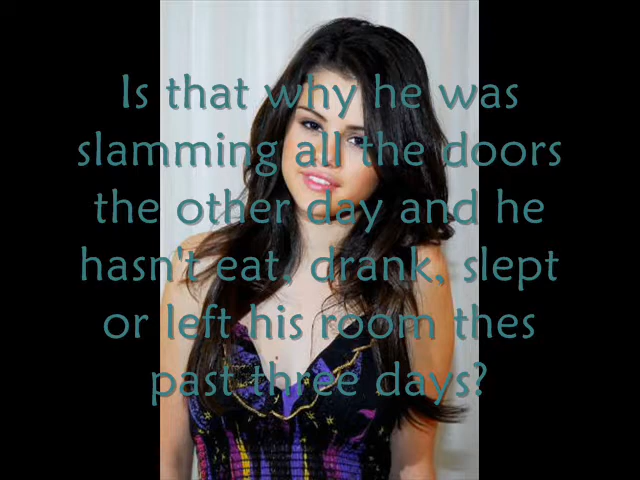 Is that why he was
slamming all the doors
the other day and he
hasn't eat, drank, slept
or left his room thes
past three days?